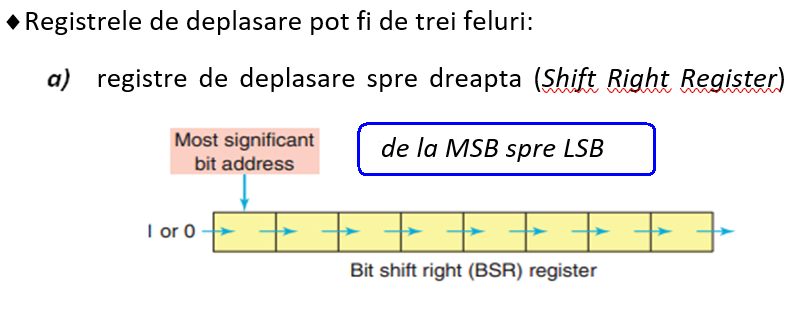 ♦Registrele de deplasare pot fi de trei feluri:
a) registre de deplasare spre dreapta (Shift Right Register)
Most significant
bit address
de la MSB spre LSB
1 or 0
Bit shift right (BSR) register